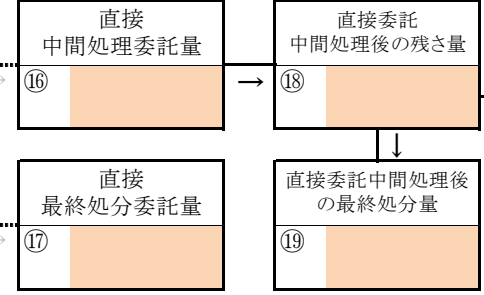 直接
中間処理委託量
⑯
→
直接委託
中間処理後の残さ量
⑱
↓
直接
最終処分委託量
⑰
直接委託中間処理後
の最終処分量
⑲